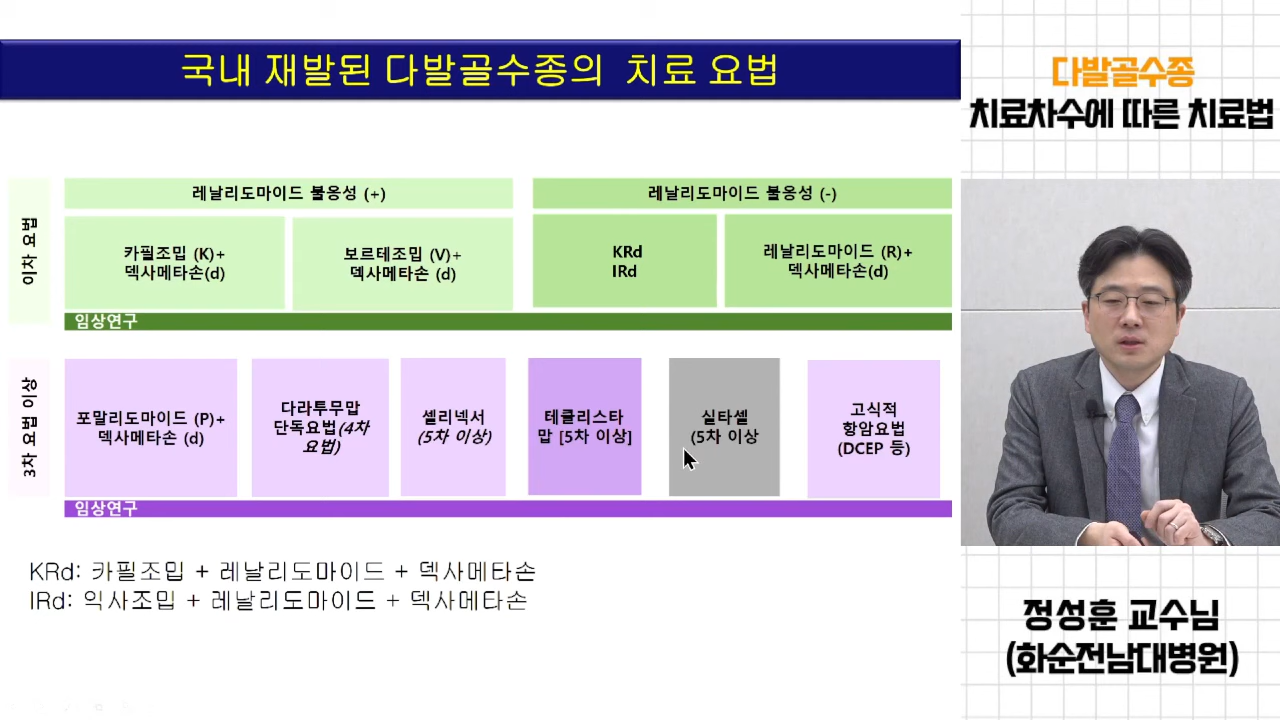 국내 재발된 다발골수종의 치료 요법
다발골수종
치료차수에 따른 치료법
이차 요법
레날리도마이드 불응성 (+)
레날리도마이드 불응성 (-)
카필조밉 (K)+
덱사메타손(d)
보르테조밉 (V)+
덱사메타손 (d)
KRd
IRd
레날리도마이드 (R)+
덱사메타손(d)
임상연구
3차 요법 이상
포말리도마이드 (P)+
덱사메타손 (d)
다라투무맙
단독요법(4차
요법)
셀리넥서
(5차 이상)
테클리스타
맙 [5차 이상]
실타셀
(5차 이상
고식적
항암요법
(DCEP 등)
임상연구
KRd: 카필조밉 + 레날리도마이드 + 덱사메타손
IRd: 익사조밉 + 레날리도마이드 + 덱사메타손
정성훈 교수님
(화순전남대병원)